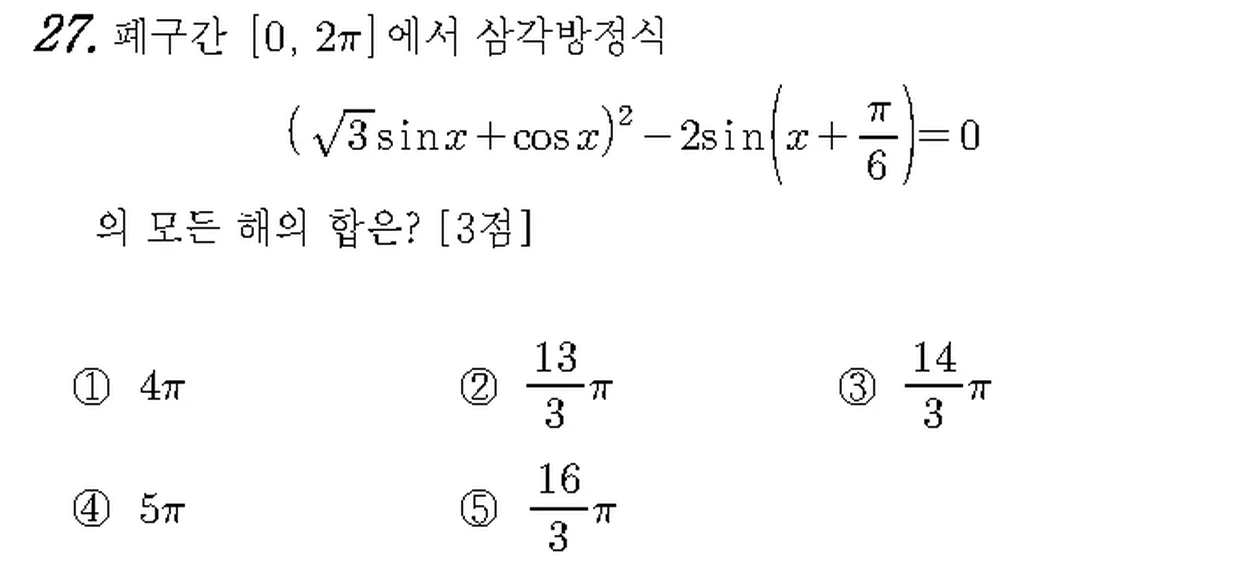 27. 폐구간 [0, 2π]에서 삼각방정식
(√3 sin x + cos x)² − 2sin(x + π/6) = 0
의 모든 해의 합은? [3점]
① 4π ② 13/3 π ③ 14/3 π
④ 5π ⑤ 16/3 π